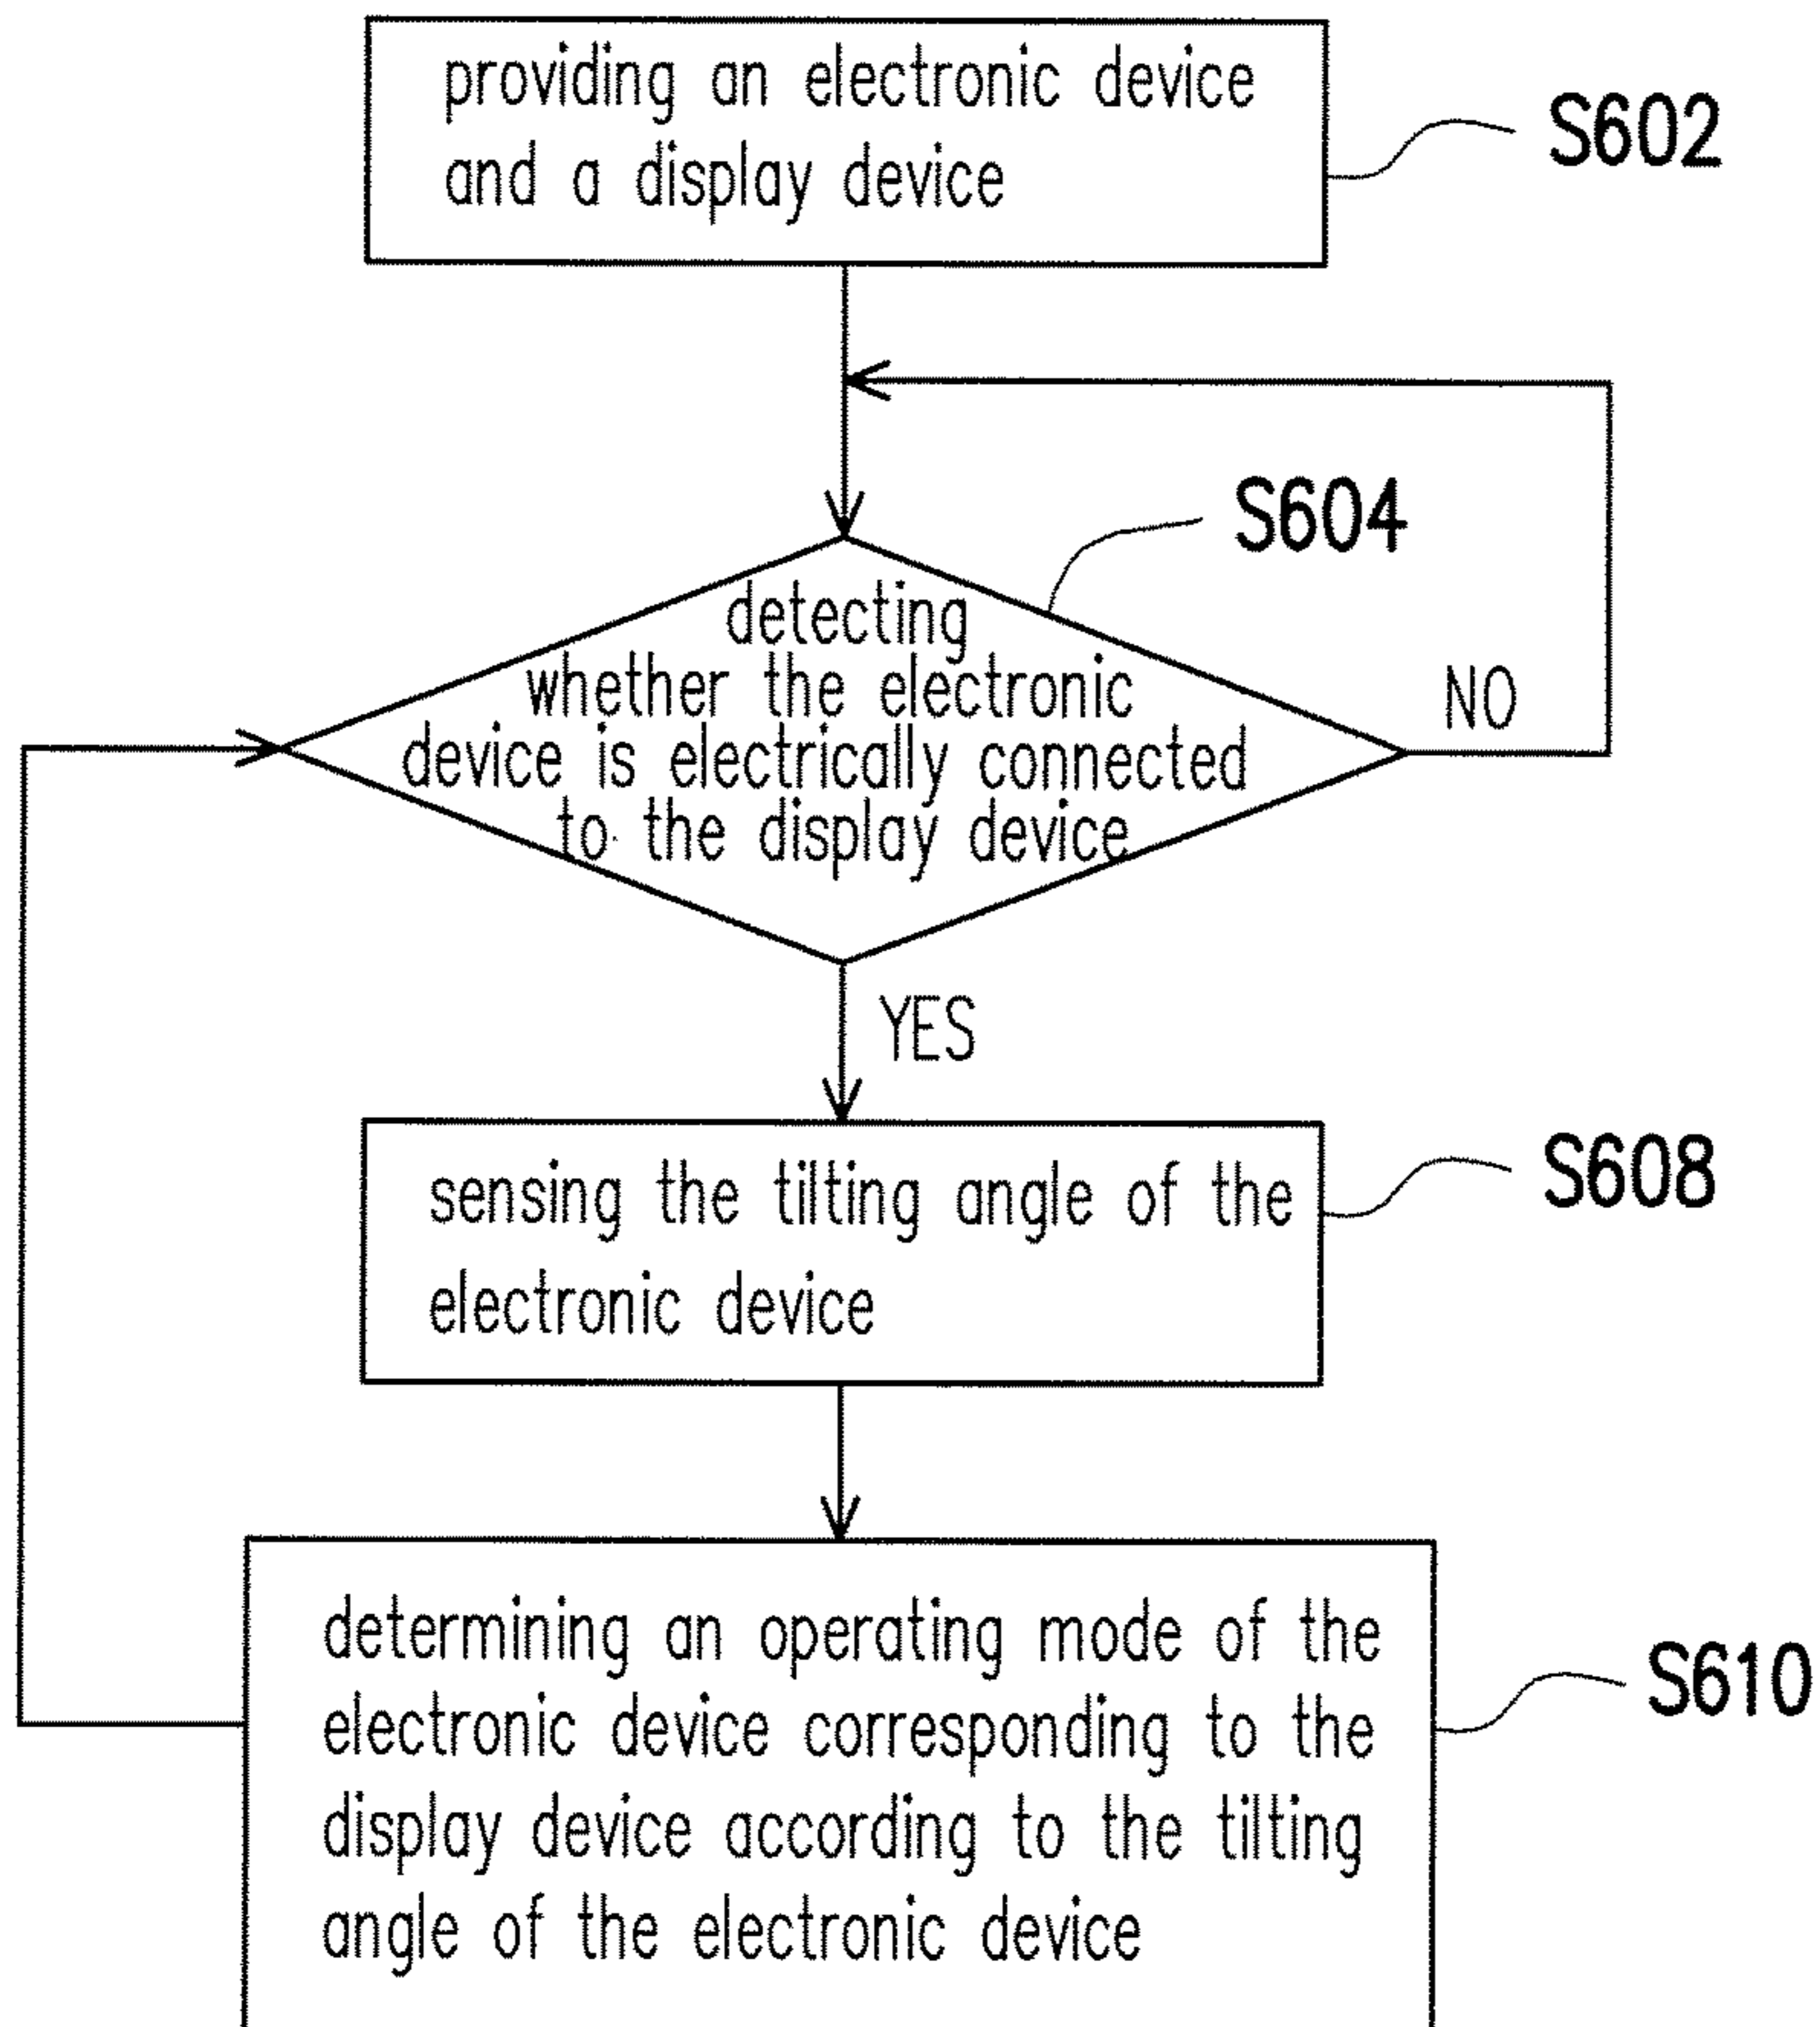 providing an electronic device
and a display device
S602
S604
detecting
whether the electronic
device is electrically connected
to the display device
NO
YES
sensing the tilting angle of the
electronic device
S608
determining an operating mode of the
electronic device corresponding to the
display device according to the tilting
angle of the electronic device
S610